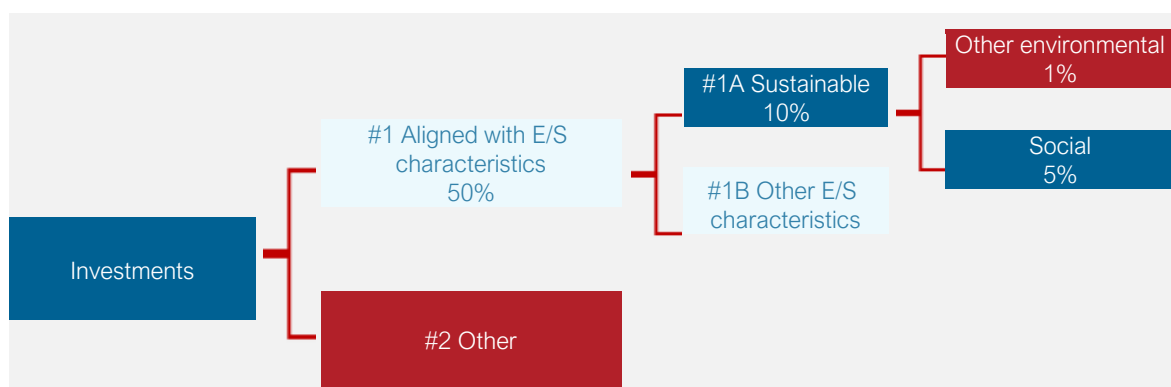 Other environmental
1%
#1A Sustainable
10%
#1 Aligned with E/S
characteristics
50%
Social
5%
#1B Other E/S
characteristics
Investments
#2 Other